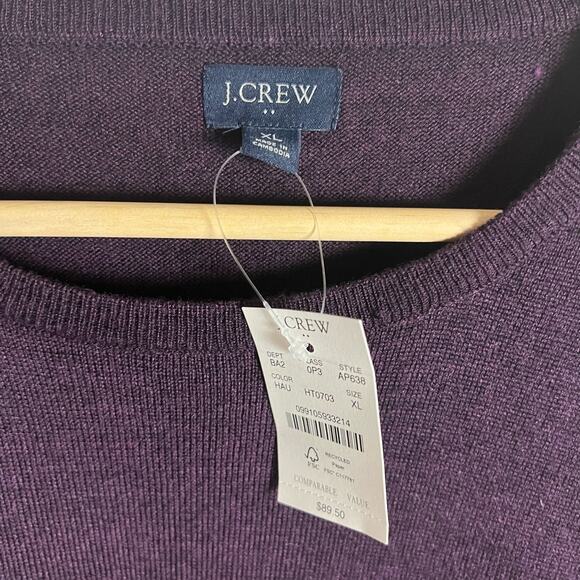 J.CREW
XL
MADE IN
CAMBODIA
J.CREW
DEPT CLASS STYLE
BA2 0P3 AP638
COLOR SIZE
HAU HT0703 XL
099105933214
FSC
RECYCLED
Paper
COMPARABLE VALUE
$89.50